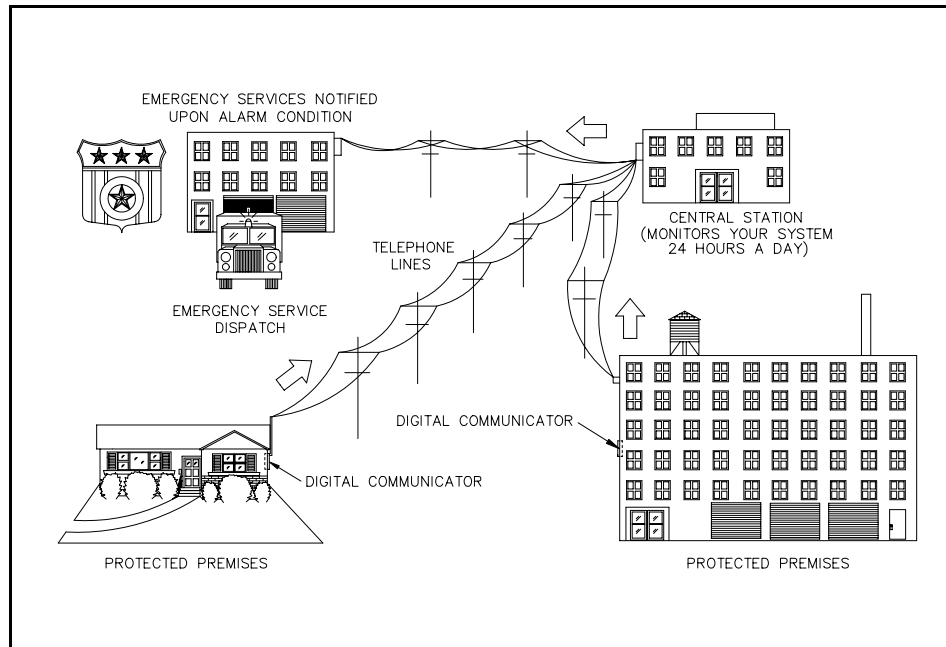 EMERGENCY SERVICES NOTIFIED
UPON ALARM CONDITION
CENTRAL STATION
(MONITORS YOUR SYSTEM
24 HOURS A DAY)
TELEPHONE
LINES
EMERGENCY SERVICE
DISPATCH
DIGITAL COMMUNICATOR
DIGITAL COMMUNICATOR
PROTECTED PREMISES
PROTECTED PREMISES